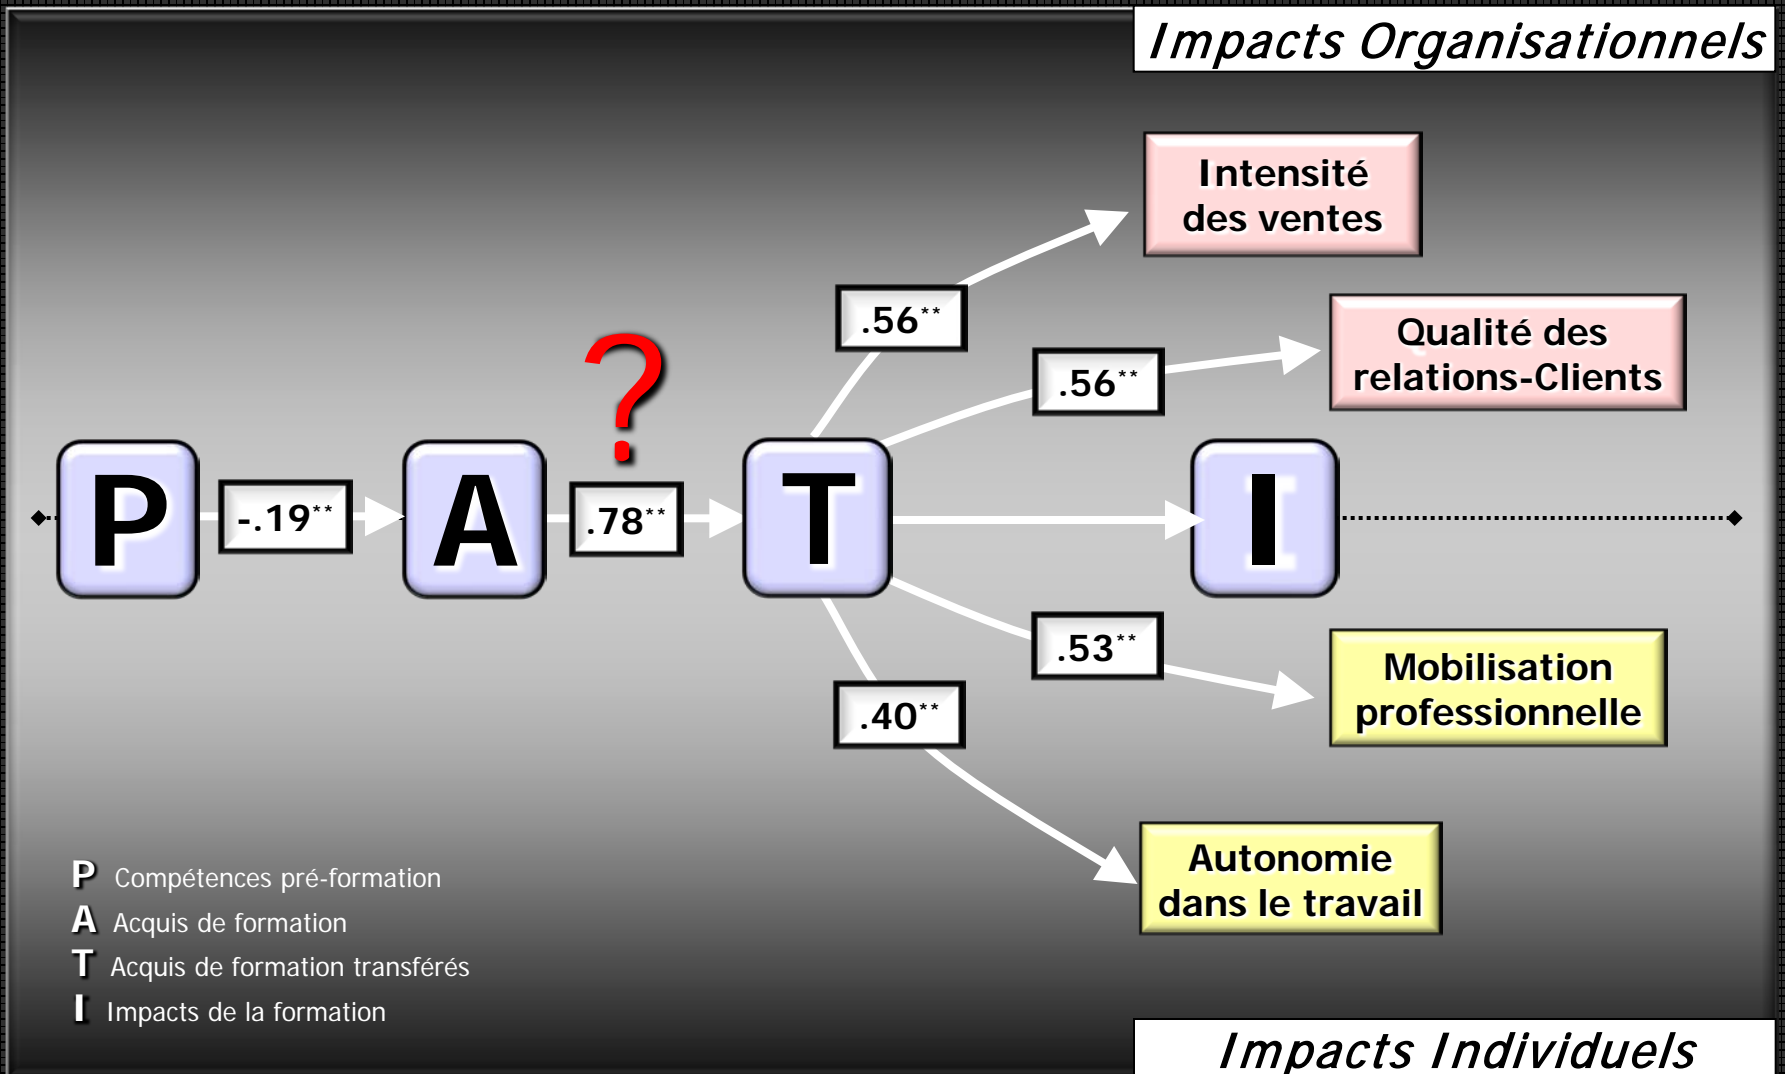 Impacts Organisationnels
Intensité
des ventes
.56**
Qualité des
relations-Clients
.56**
?
P
-.19**
A
.78**
T
I
.53**
Mobilisation
professionnelle
.40**
Autonomie
dans le travail
P Compétences pré-formation
A Acquis de formation
T Acquis de formation transférés
I Impacts de la formation
Impacts Individuels